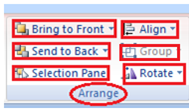 Bring to Front Align
Send to Back Group
Selection Pane Rotate
Arrange